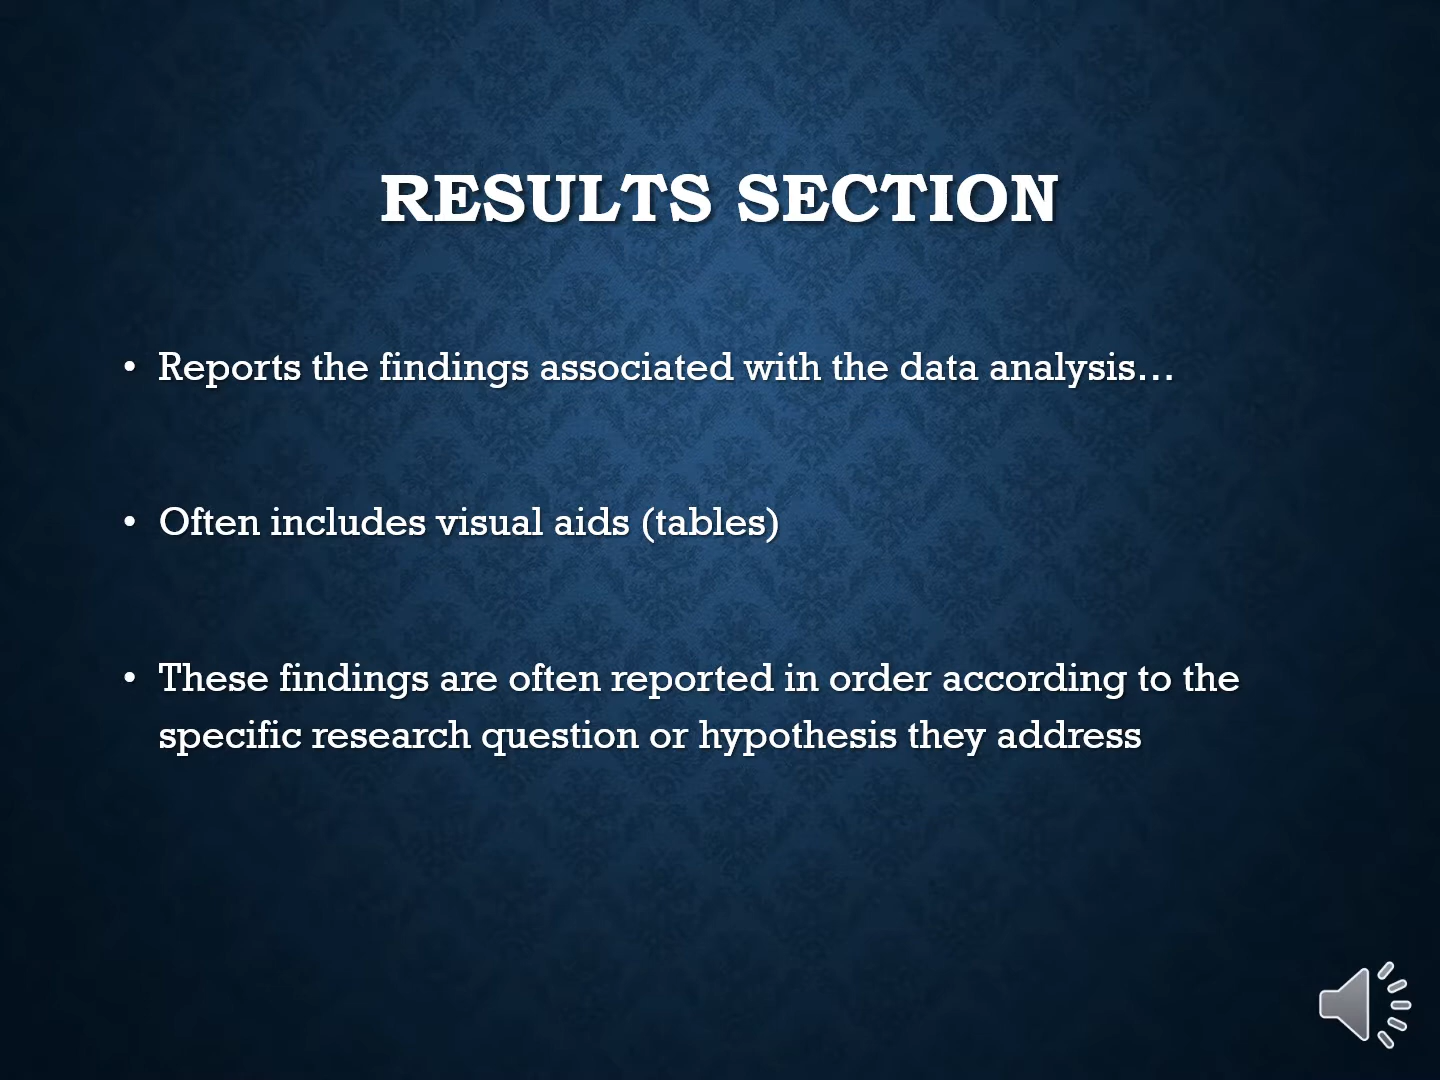 RESULTS SECTION
• Reports the findings associated with the data analysis…
• Often includes visual aids (tables)
• These findings are often reported in order according to the
specific research question or hypothesis they address